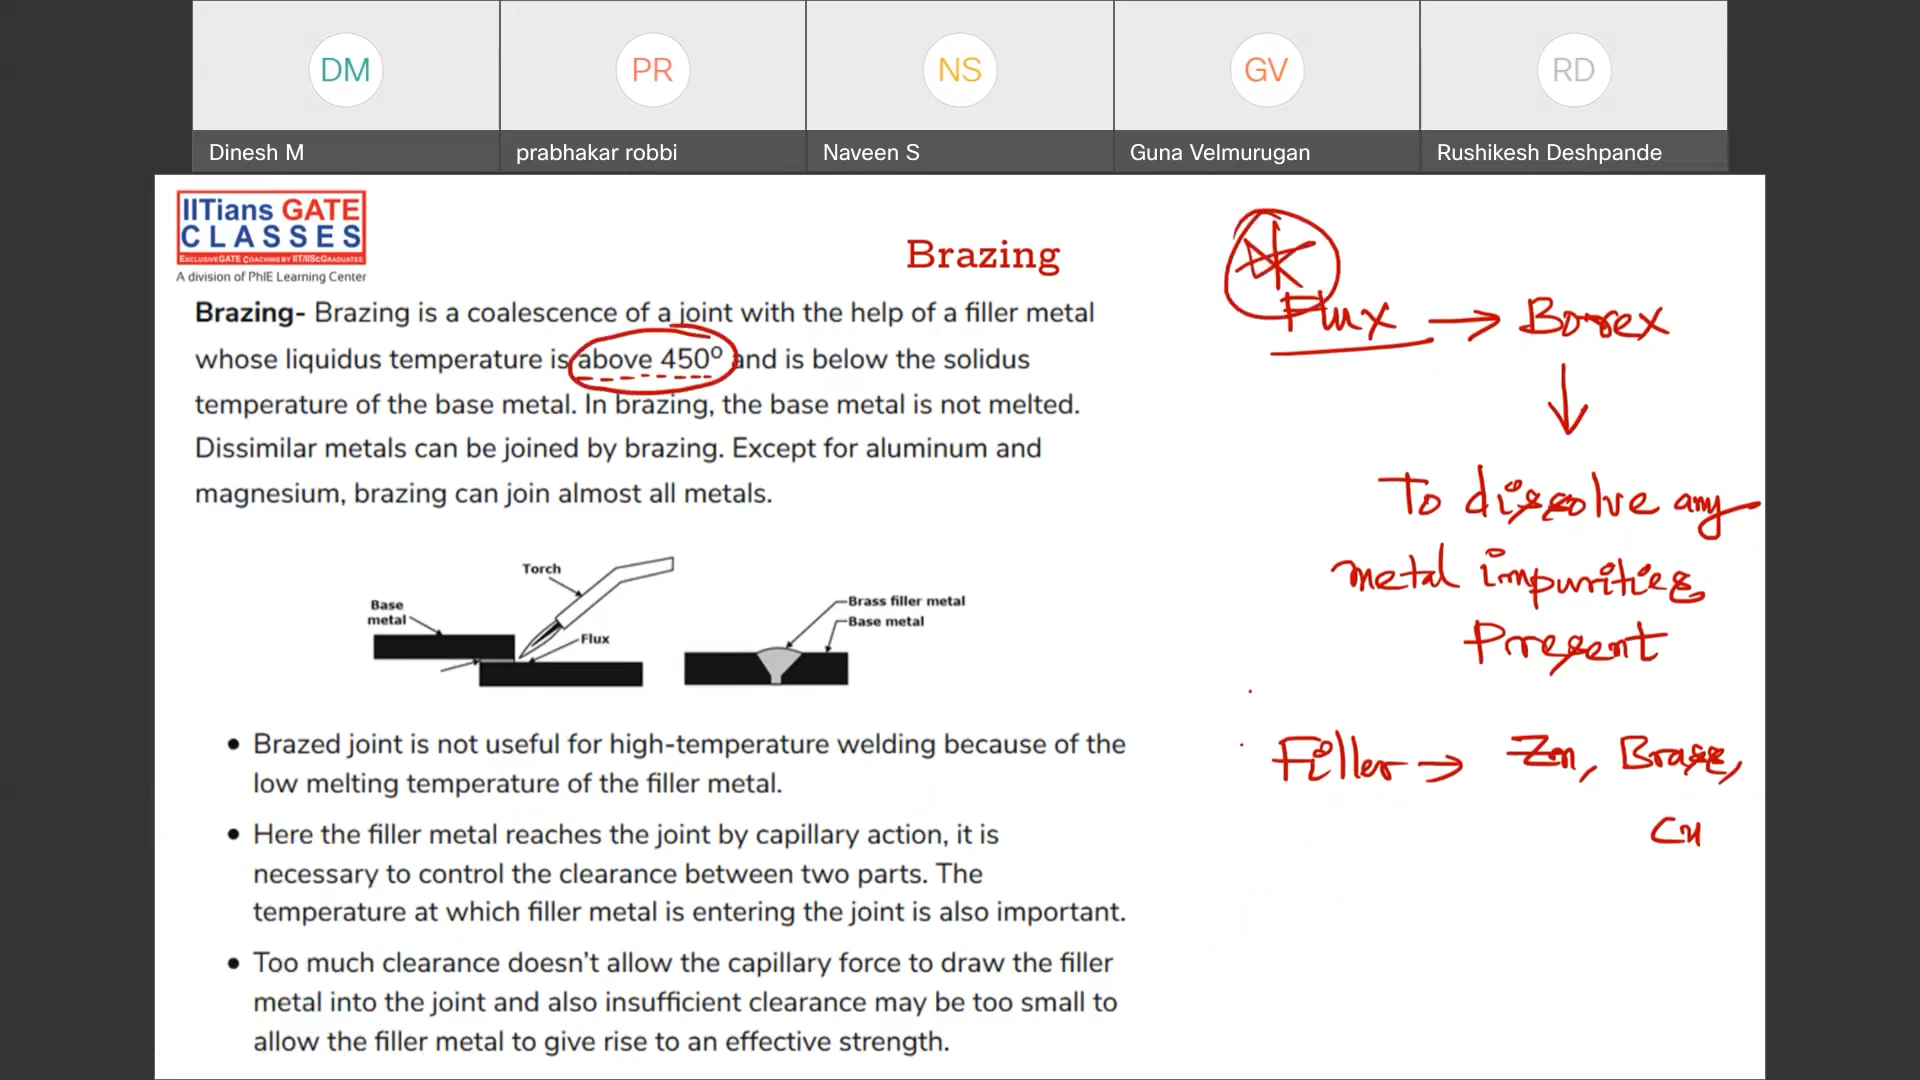 DM
PR
NS
GV
RD
Dinesh M
prabhakar robbi
Naveen S
Guna Velmurugan
Rushikesh Deshpande
IITians GATE
CLASSES
EXCLUSIVE GATE COACHING BY IIT/IISC GRADUATES
A division of PhIE Learning Center
Brazing
Brazing- Brazing is a coalescence of a joint with the help of a filler metal
whose liquidus temperature is above 450⁰ and is below the solidus
temperature of the base metal. In brazing, the base metal is not melted.
Dissimilar metals can be joined by brazing. Except for aluminum and
magnesium, brazing can join almost all metals.
Torch
Base
metal
Flux
Brass filler metal
Base metal
• Brazed joint is not useful for high-temperature welding because of the
low melting temperature of the filler metal.
• Here the filler metal reaches the joint by capillary action, it is
necessary to control the clearance between two parts. The
temperature at which filler metal is entering the joint is also important.
• Too much clearance doesn't allow the capillary force to draw the filler
metal into the joint and also insufficient clearance may be too small to
allow the filler metal to give rise to an effective strength.
Flux → Borex
↓
To dissolve any
metal impurities
Present
Filler → Zn, Brass,
Cu